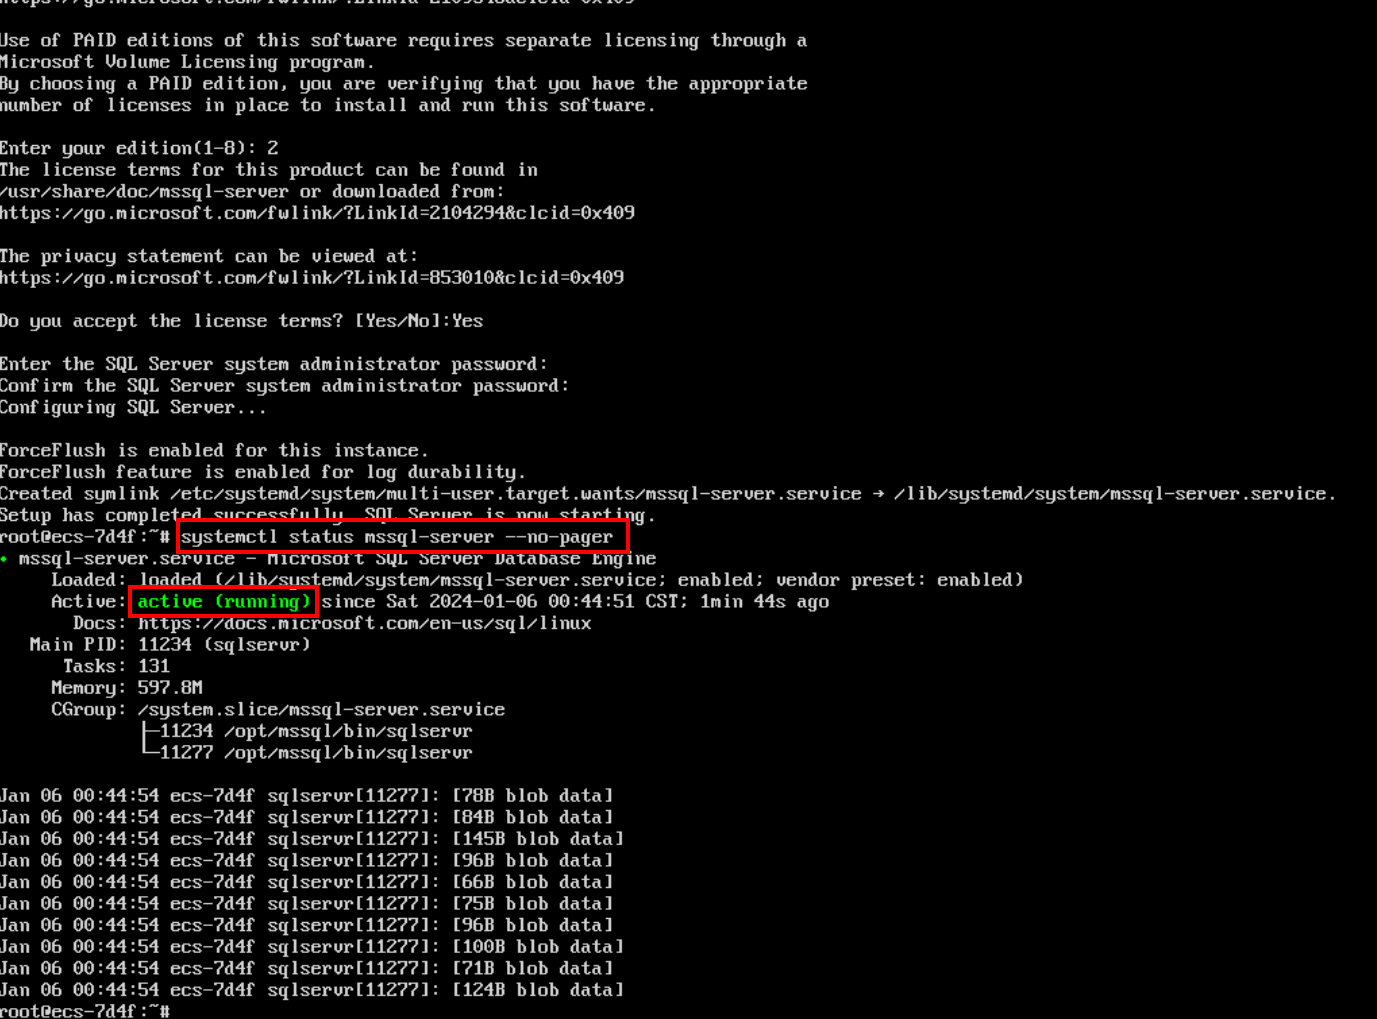 https://go.microsoft.com/fwlink/?LinkId=2109348&clcid=0x409
Use of PAID editions of this software requires separate licensing through a
Microsoft Volume Licensing program.
By choosing a PAID edition, you are verifying that you have the appropriate
number of licenses in place to install and run this software.
Enter your edition(1-8): 2
The license terms for this product can be found in
/usr/share/doc/mssql-server or downloaded from:
https://go.microsoft.com/fwlink/?LinkId=2104294&clcid=0x409
The privacy statement can be viewed at:
https://go.microsoft.com/fwlink/?LinkId=853010&clcid=0x409
Do you accept the license terms? [Yes/No]:Yes
Enter the SQL Server system administrator password:
Confirm the SQL Server system administrator password:
Configuring SQL Server...
ForceFlush is enabled for this instance.
ForceFlush feature is enabled for log durability.
Created symlink /etc/systemd/system/multi-user.target.wants/mssql-server.service → /lib/systemd/system/mssql-server.service.
Setup has completed successfully. SQL Server is now starting.
root@ecs-7d4f:~# systemctl status mssql-server --no-pager
• mssql-server.service - Microsoft SQL Server Database Engine
Loaded: loaded (/lib/systemd/system/mssql-server.service; enabled; vendor preset: enabled)
Active: active (running) since Sat 2024-01-06 00:44:51 CST; 1min 44s ago
Docs: https://docs.microsoft.com/en-us/sql/linux
Main PID: 11234 (sqlservr)
Tasks: 131
Memory: 597.8M
CGroup: /system.slice/mssql-server.service
├─11234 /opt/mssql/bin/sqlservr
└─11277 /opt/mssql/bin/sqlservr
Jan 06 00:44:54 ecs-7d4f sqlservr[11277]: [78B blob data]
Jan 06 00:44:54 ecs-7d4f sqlservr[11277]: [84B blob data]
Jan 06 00:44:54 ecs-7d4f sqlservr[11277]: [145B blob data]
Jan 06 00:44:54 ecs-7d4f sqlservr[11277]: [96B blob data]
Jan 06 00:44:54 ecs-7d4f sqlservr[11277]: [66B blob data]
Jan 06 00:44:54 ecs-7d4f sqlservr[11277]: [75B blob data]
Jan 06 00:44:54 ecs-7d4f sqlservr[11277]: [96B blob data]
Jan 06 00:44:54 ecs-7d4f sqlservr[11277]: [100B blob data]
Jan 06 00:44:54 ecs-7d4f sqlservr[11277]: [71B blob data]
Jan 06 00:44:54 ecs-7d4f sqlservr[11277]: [124B blob data]
root@ecs-7d4f:~#